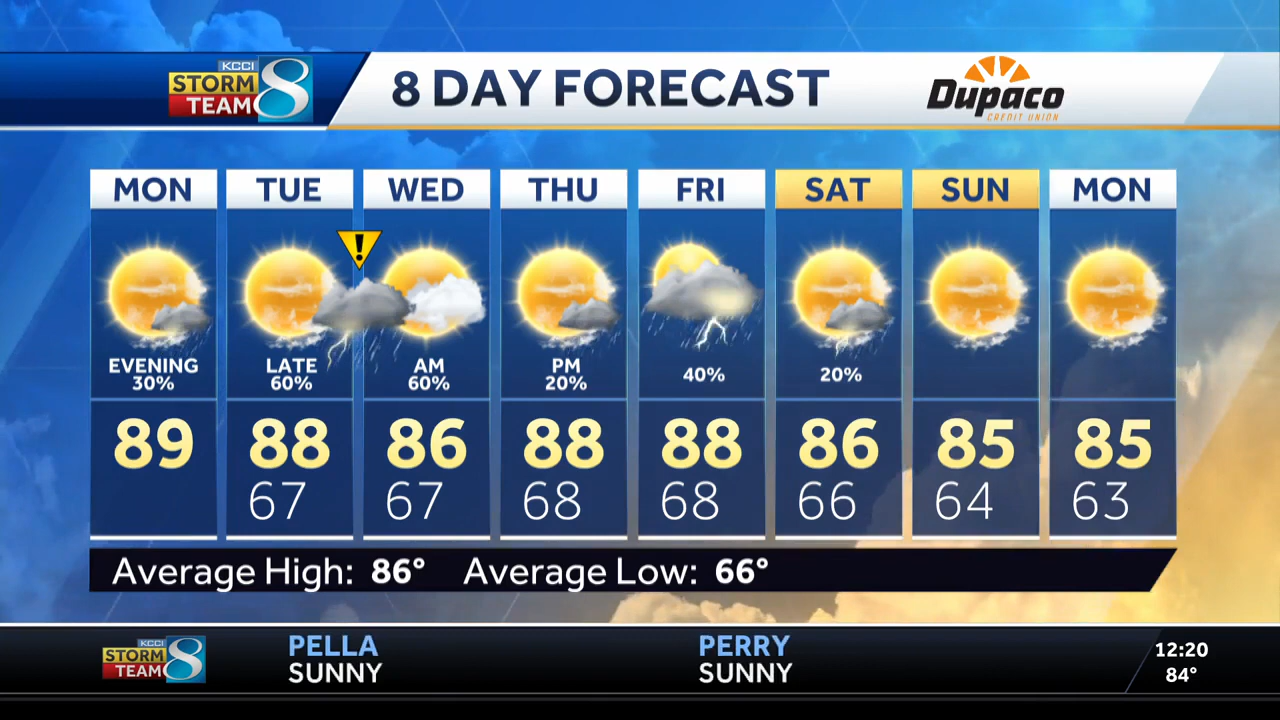 KCCI
STORM
TEAM 8
8 DAY FORECAST
Dupaco
CREDIT UNION
MON TUE WED THU FRI SAT SUN MON
!
EVENING LATE AM PM
30% 60% 60% 20% 40% 20%
89 88 86 88 88 86 85 85
67 67 68 68 66 64 63
Average High: 86° Average Low: 66°
KCCI
STORM
TEAM 8
PELLA PERRY 12:20
SUNNY SUNNY 84°